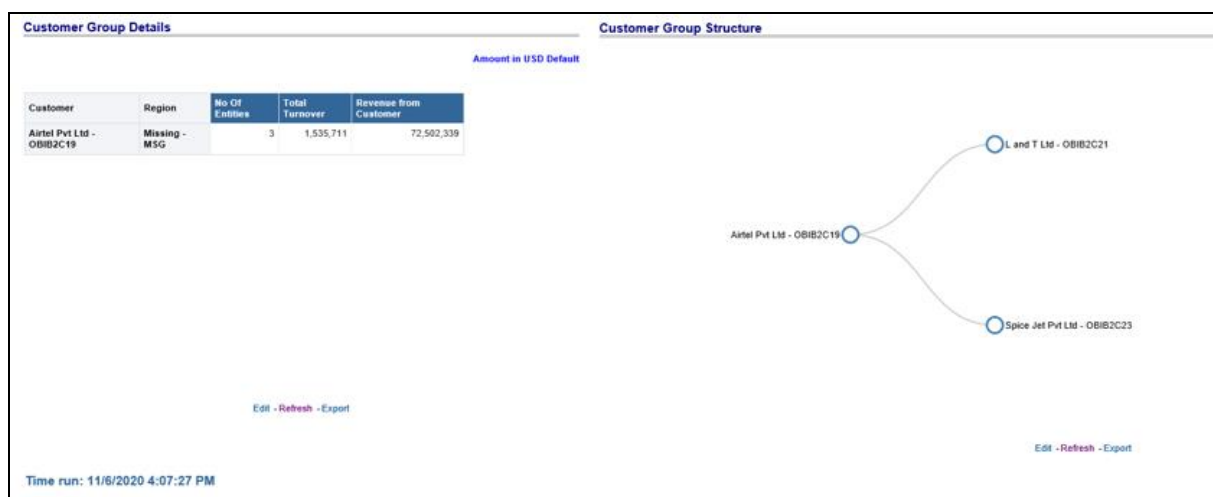 Customer Group Details
Amount in USD Default
Customer Region No Of Entities Total Turnover Revenue from Customer
Airtel Pvt Ltd - OBIB2C19 Missing - MSG 3 1,535,711 72,502,339
Edit - Refresh - Export
Time run: 11/6/2020 4:07:27 PM
Customer Group Structure
L and T Ltd - OBIB2C21
Airtel Pvt Ltd - OBIB2C19
Spice Jet Pvt Ltd - OBIB2C23
Edit - Refresh - Export